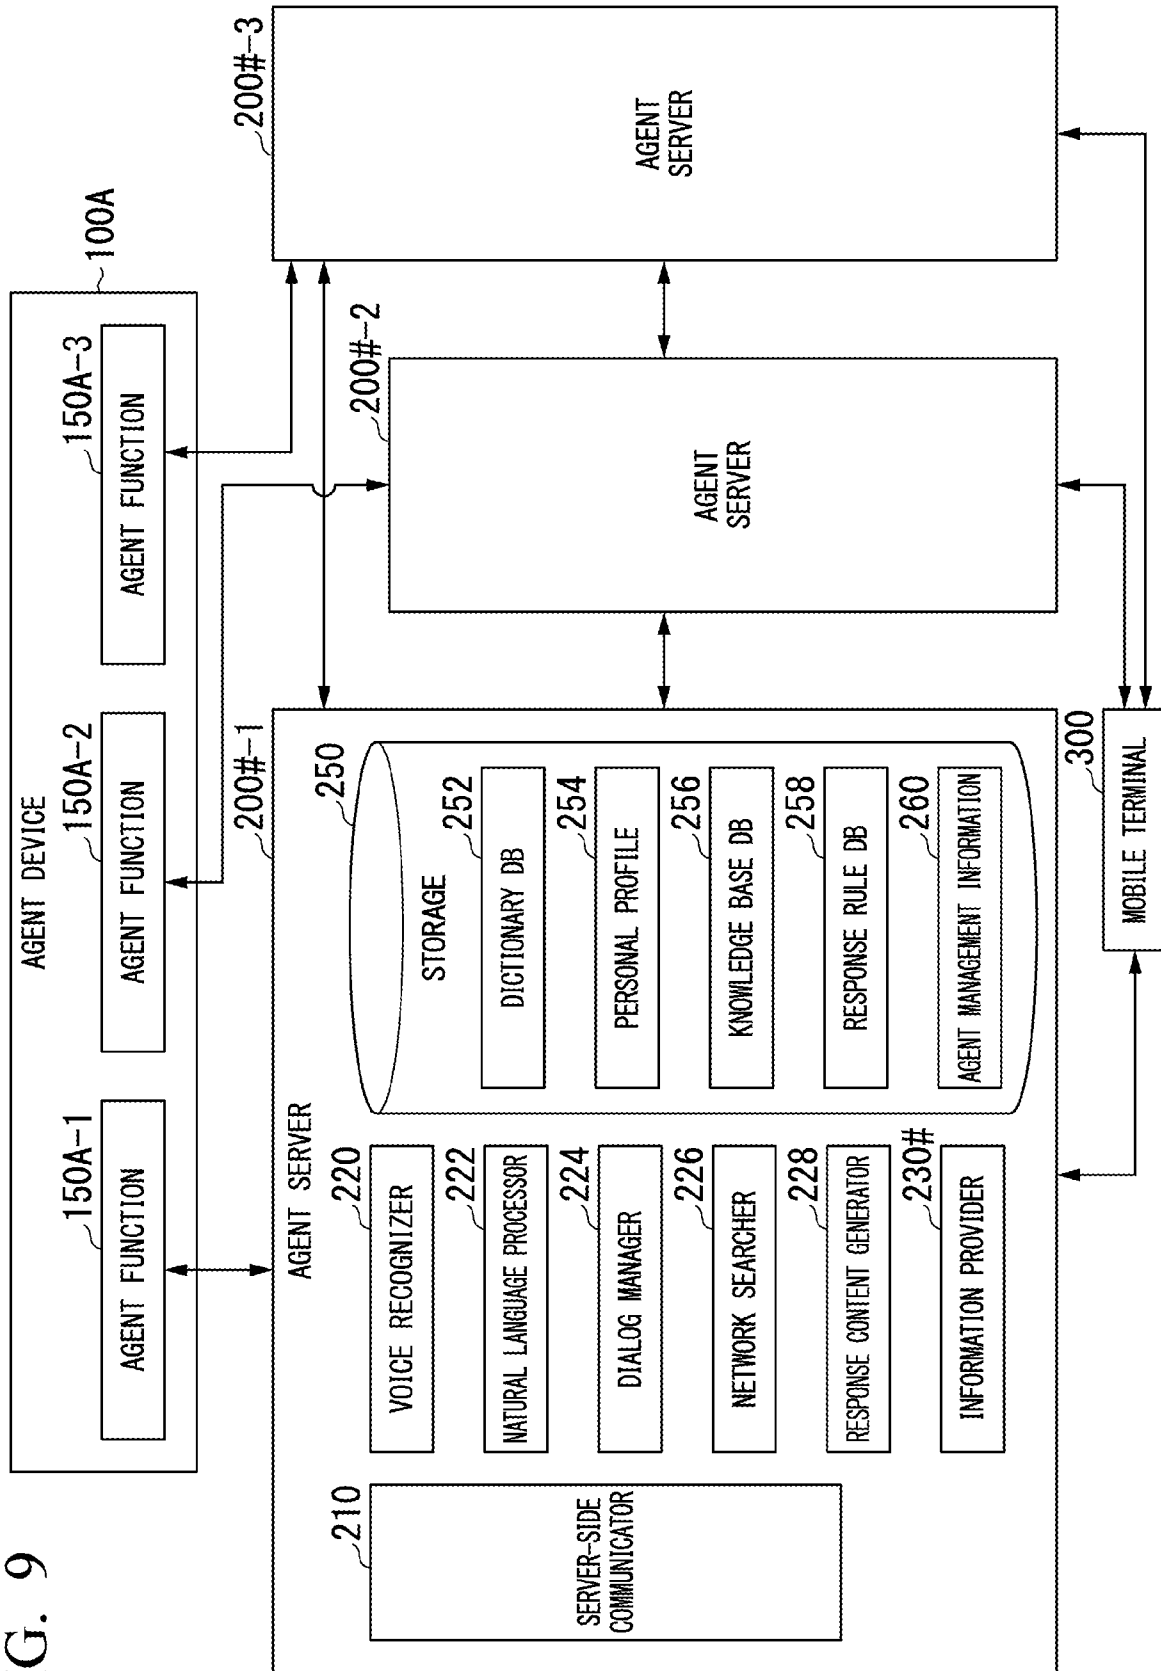 G. 9
AGENT DEVICE
100A
150A-1
AGENT FUNCTION
150A-2
AGENT FUNCTION
150A-3
AGENT FUNCTION
200#-1
AGENT SERVER
210
SERVER-SIDE
COMMUNICATOR
220
VOICE RECOGNIZER
222
NATURAL LANGUAGE PROCESSOR
224
DIALOG MANAGER
226
NETWORK SEARCHER
228
RESPONSE CONTENT GENERATOR
230#
INFORMATION PROVIDER
250
STORAGE
252
DICTIONARY DB
254
PERSONAL PROFILE
256
KNOWLEDGE BASE DB
258
RESPONSE RULE DB
260
AGENT MANAGEMENT INFORMATION
200#-2
AGENT
SERVER
200#-3
AGENT
SERVER
300
MOBILE TERMINAL